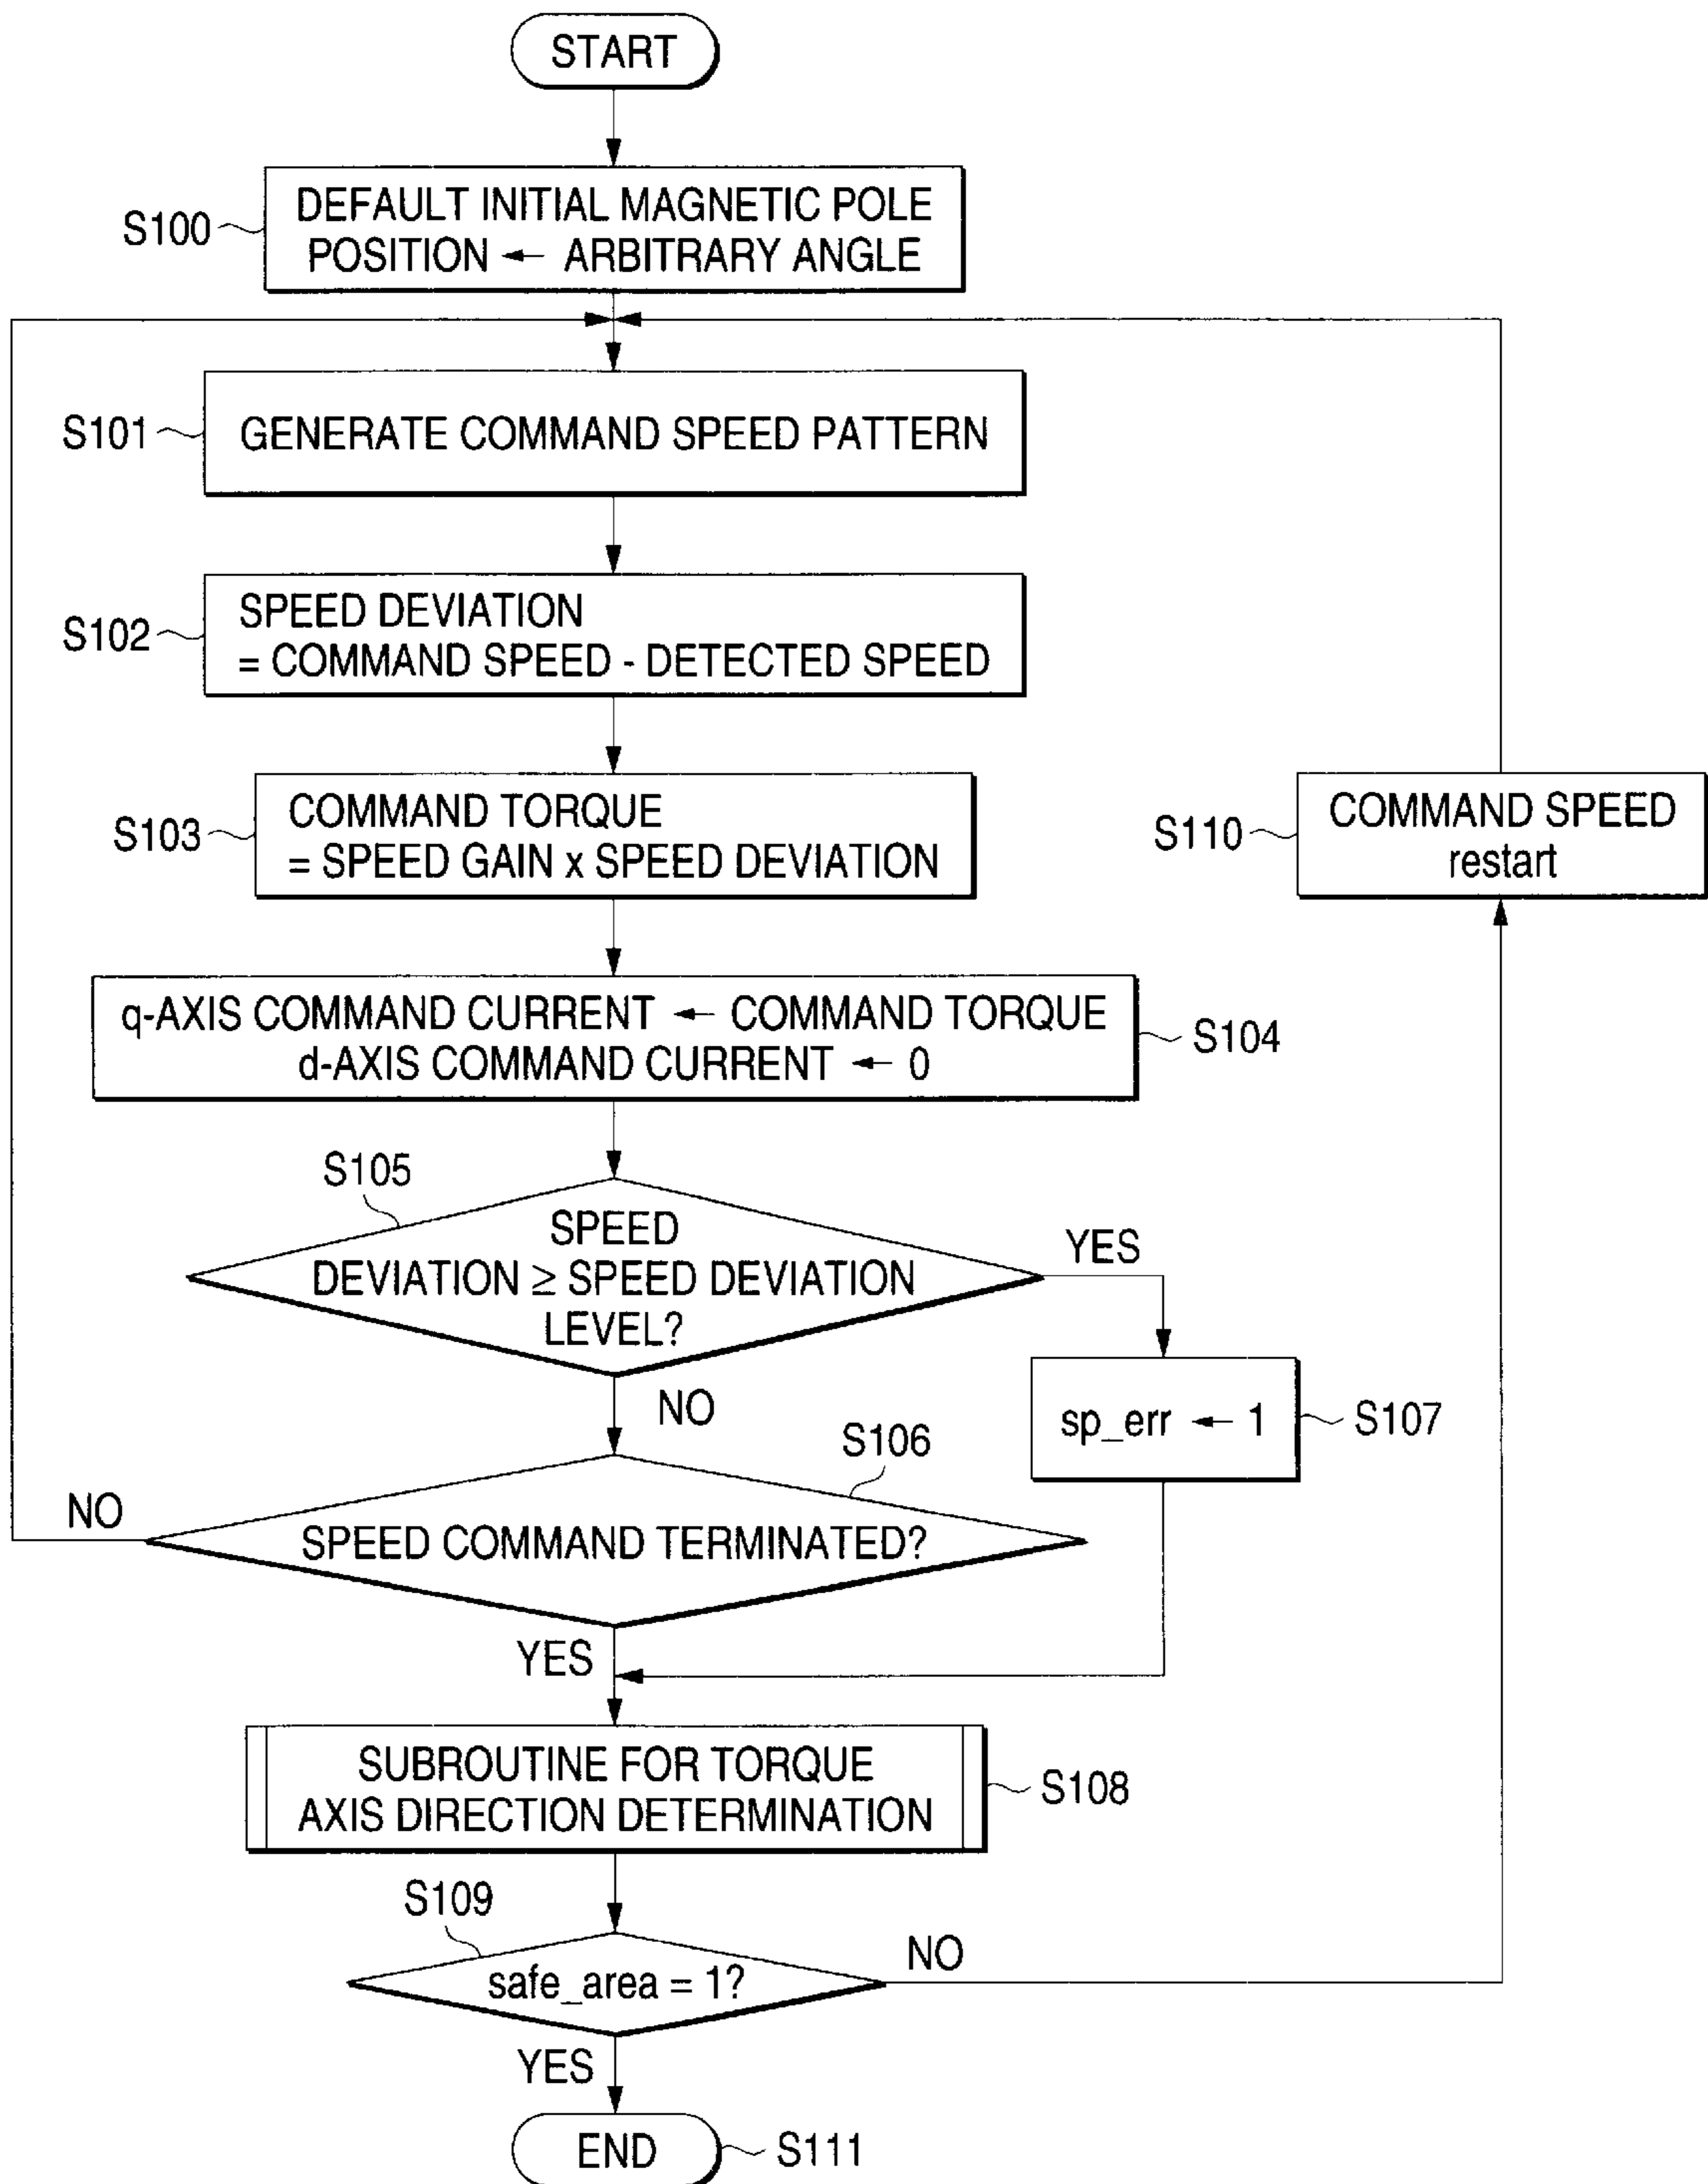 START
S100
DEFAULT INITIAL MAGNETIC POLE
POSITION ← ARBITRARY ANGLE
S101
GENERATE COMMAND SPEED PATTERN
S102
SPEED DEVIATION
= COMMAND SPEED - DETECTED SPEED
S103
COMMAND TORQUE
= SPEED GAIN x SPEED DEVIATION
S110
COMMAND SPEED
restart
q-AXIS COMMAND CURRENT ← COMMAND TORQUE
d-AXIS COMMAND CURRENT ← 0
S104
S105
SPEED
DEVIATION ≥ SPEED DEVIATION
LEVEL?
YES
NO
sp_err ← 1
S107
S106
NO
SPEED COMMAND TERMINATED?
YES
SUBROUTINE FOR TORQUE
AXIS DIRECTION DETERMINATION
S108
S109
safe_area = 1?
NO
YES
END
S111